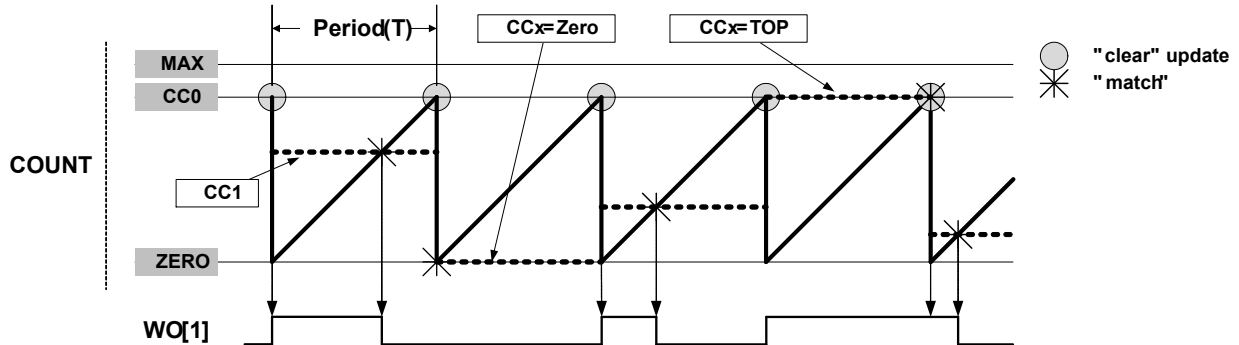 Period(T)
CCx=Zero
CCx=TOP
MAX
CC0
COUNT
CC1
ZERO
WO[1]
"clear" update
"match"